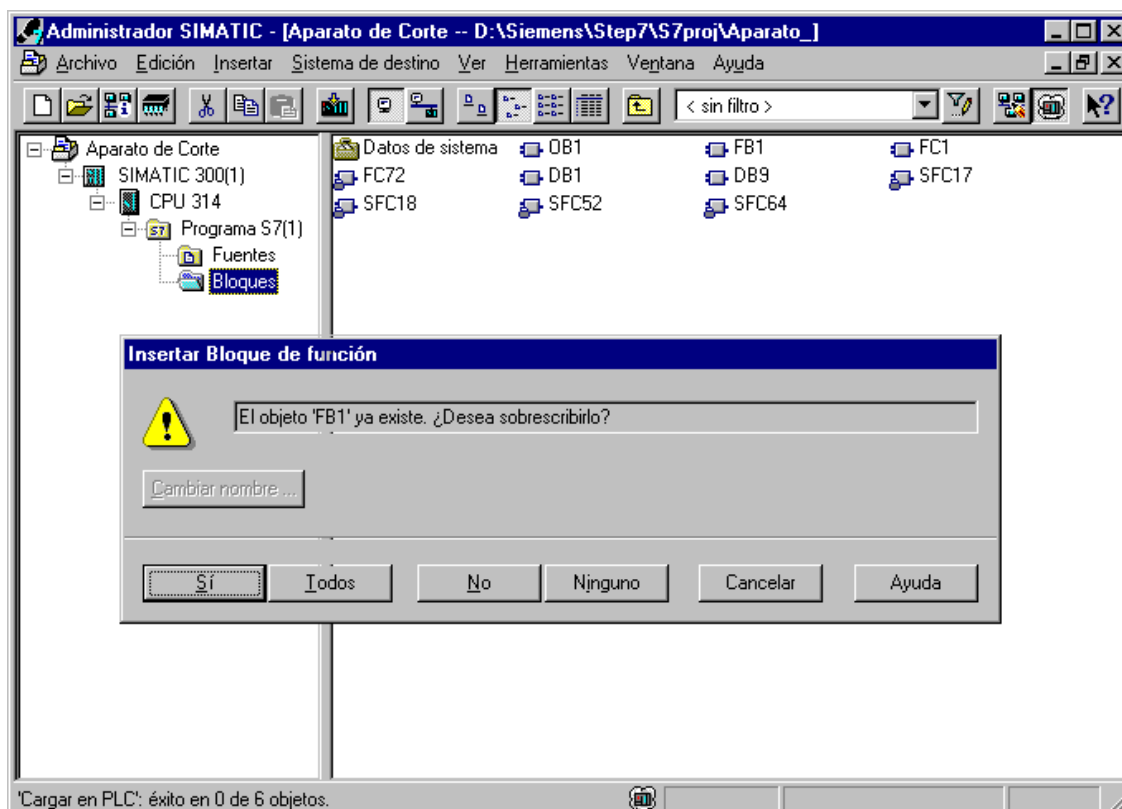 Administrador SIMATIC - [Aparato de Corte -- D:\Siemens\Step7\S7proj\Aparato_]
Archivo Edición Insertar Sistema de destino Ver Herramientas Ventana Ayuda
< sin filtro >
Aparato de Corte
SIMATIC 300(1)
CPU 314
Programa S7(1)
Fuentes
Bloques
Datos de sistema OB1 FB1 FC1
FC72 DB1 DB9 SFC17
SFC18 SFC52 SFC64
Insertar Bloque de función
El objeto 'FB1' ya existe. ¿Desea sobrescribirlo?
Cambiar nombre ...
Sí Todos No Ninguno Cancelar Ayuda
'Cargar en PLC': éxito en 0 de 6 objetos.